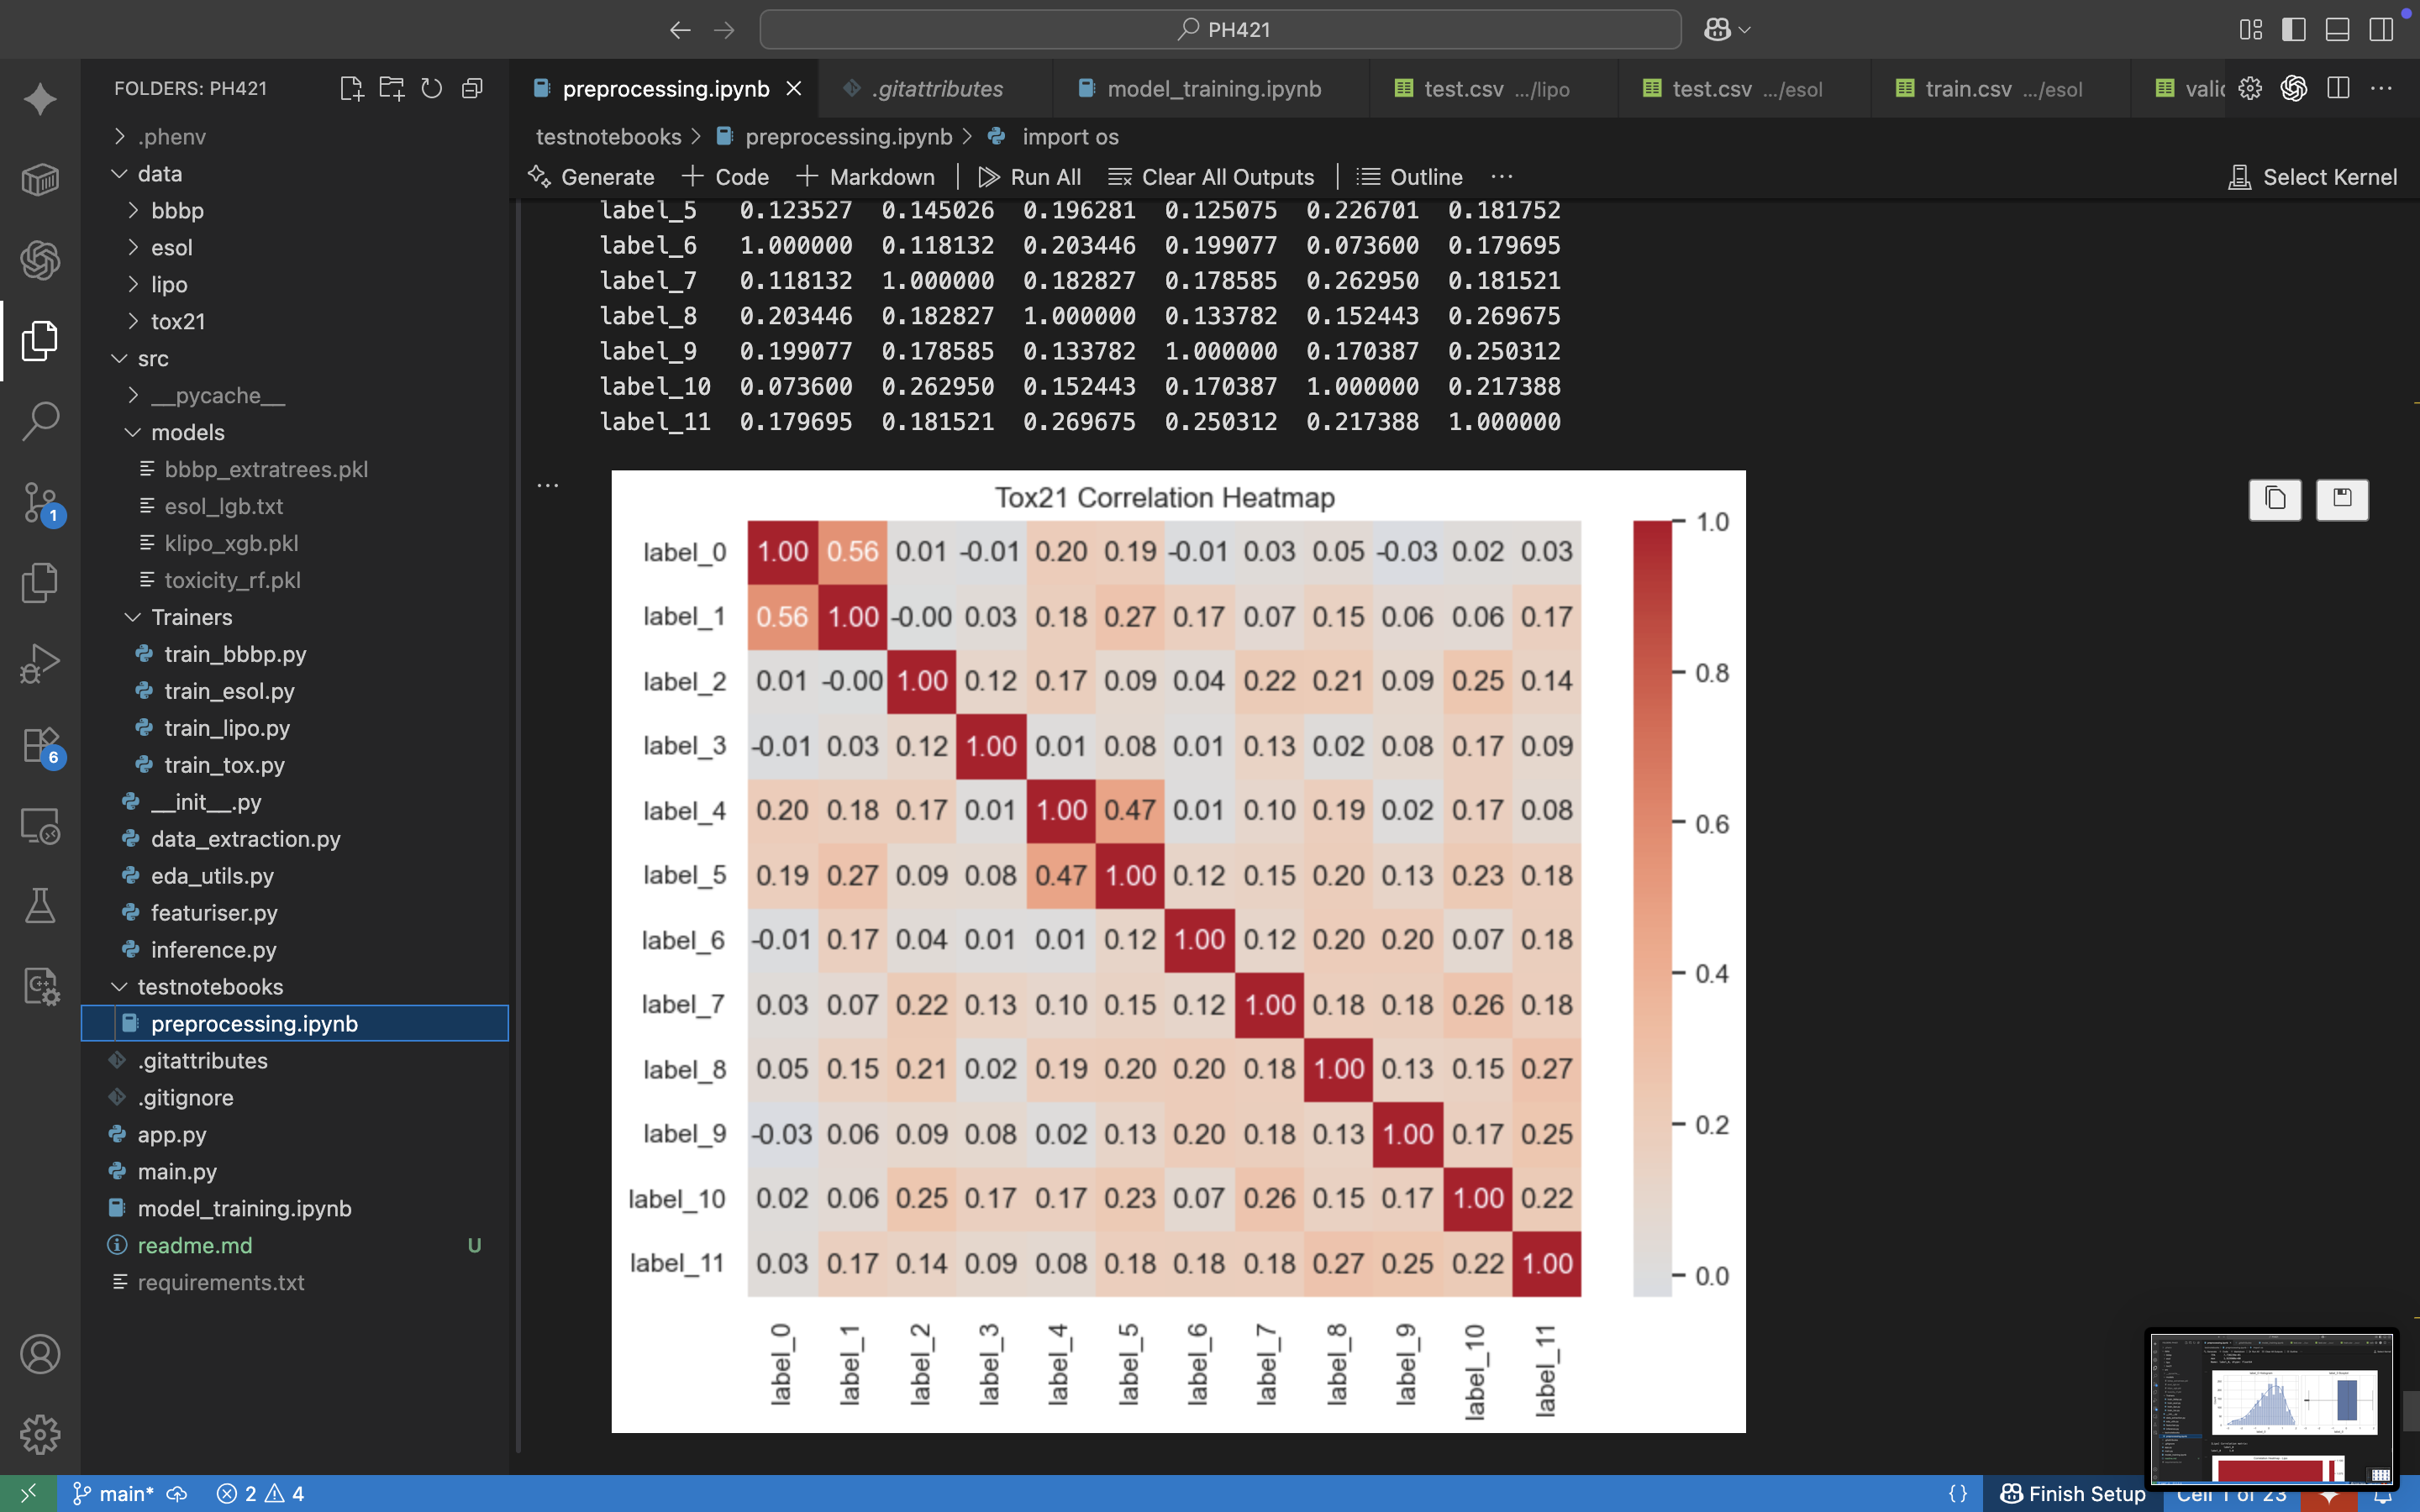 PH421
FOLDERS: PH421
.phenv
data
bbbp
esol
lipo
tox21
src
__pycache__
models
bbbp_extratrees.pkl
esol_lgb.txt
klipo_xgb.pkl
toxicity_rf.pkl
Trainers
train_bbbp.py
train_esol.py
train_lipo.py
train_tox.py
__init__.py
data_extraction.py
eda_utils.py
featuriser.py
inference.py
testnotebooks
preprocessing.ipynb
.gitattributes
.gitignore
app.py
main.py
model_training.ipynb
readme.md U
requirements.txt
1
6
preprocessing.ipynb .gitattributes model_training.ipynb test.csv .../lipo test.csv .../esol train.csv .../esol valid
testnotebooks > preprocessing.ipynb > import os
Generate + Code + Markdown | Run All Clear All Outputs | Outline ... Select Kernel
label_5 0.123527 0.145026 0.196281 0.125075 0.226701 0.181752
label_6 1.000000 0.118132 0.203446 0.199077 0.073600 0.179695
label_7 0.118132 1.000000 0.182827 0.178585 0.262950 0.181521
label_8 0.203446 0.182827 1.000000 0.133782 0.152443 0.269675
label_9 0.199077 0.178585 0.133782 1.000000 0.170387 0.250312
label_10 0.073600 0.262950 0.152443 0.170387 1.000000 0.217388
label_11 0.179695 0.181521 0.269675 0.250312 0.217388 1.000000
Tox21 Correlation Heatmap
label_0 1.00 0.56 0.01 -0.01 0.20 0.19 -0.01 0.03 0.05 -0.03 0.02 0.03
label_1 0.56 1.00 -0.00 0.03 0.18 0.27 0.17 0.07 0.15 0.06 0.06 0.17
label_2 0.01 -0.00 1.00 0.12 0.17 0.09 0.04 0.22 0.21 0.09 0.25 0.14
label_3 -0.01 0.03 0.12 1.00 0.01 0.08 0.01 0.13 0.02 0.08 0.17 0.09
label_4 0.20 0.18 0.17 0.01 1.00 0.47 0.01 0.10 0.19 0.02 0.17 0.08
label_5 0.19 0.27 0.09 0.08 0.47 1.00 0.12 0.15 0.20 0.13 0.23 0.18
label_6 -0.01 0.17 0.04 0.01 0.01 0.12 1.00 0.12 0.20 0.20 0.07 0.18
label_7 0.03 0.07 0.22 0.13 0.10 0.15 0.12 1.00 0.18 0.18 0.26 0.18
label_8 0.05 0.15 0.21 0.02 0.19 0.20 0.20 0.18 1.00 0.13 0.15 0.27
label_9 -0.03 0.06 0.09 0.08 0.02 0.13 0.20 0.18 0.13 1.00 0.17 0.25
label_10 0.02 0.06 0.25 0.17 0.17 0.23 0.07 0.26 0.15 0.17 1.00 0.22
label_11 0.03 0.17 0.14 0.09 0.08 0.18 0.18 0.18 0.27 0.25 0.22 1.00
label_0 label_1 label_2 label_3 label_4 label_5 label_6 label_7 label_8 label_9 label_10 label_11
1.0
0.8
0.6
0.4
0.2
0.0
main* 2 4 {} Finish Setup Cell 1 of 23